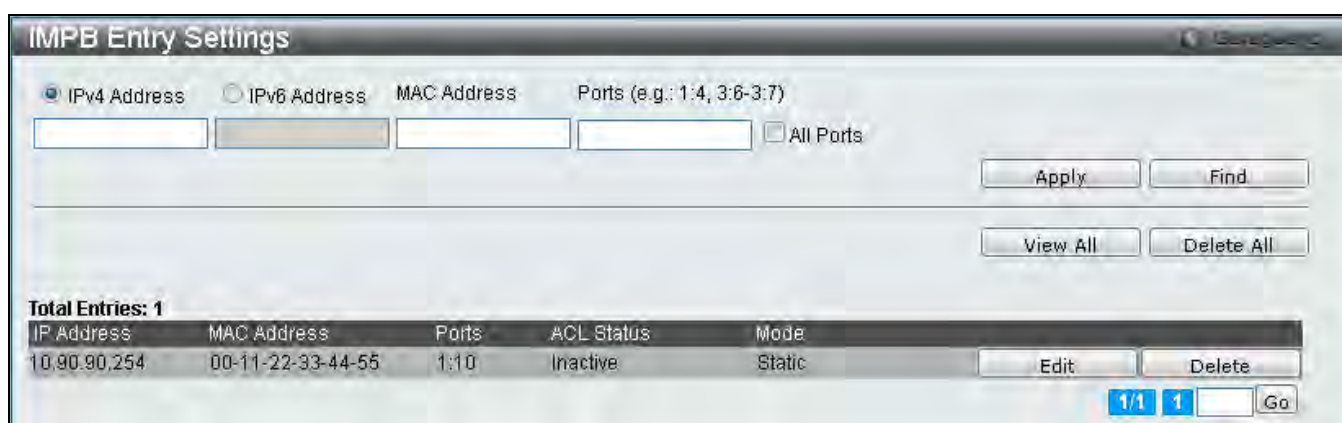 IMPB Entry Settings
IPv4 Address IPv6 Address MAC Address Ports (e.g.: 1:4, 3:6-3:7)
All Ports
Apply Find
View All Delete All
Total Entries: 1
IP Address MAC Address Ports ACL Status Mode
10.90.90.254 00-11-22-33-44-55 1:10 Inactive Static Edit Delete
1/1 1 Go